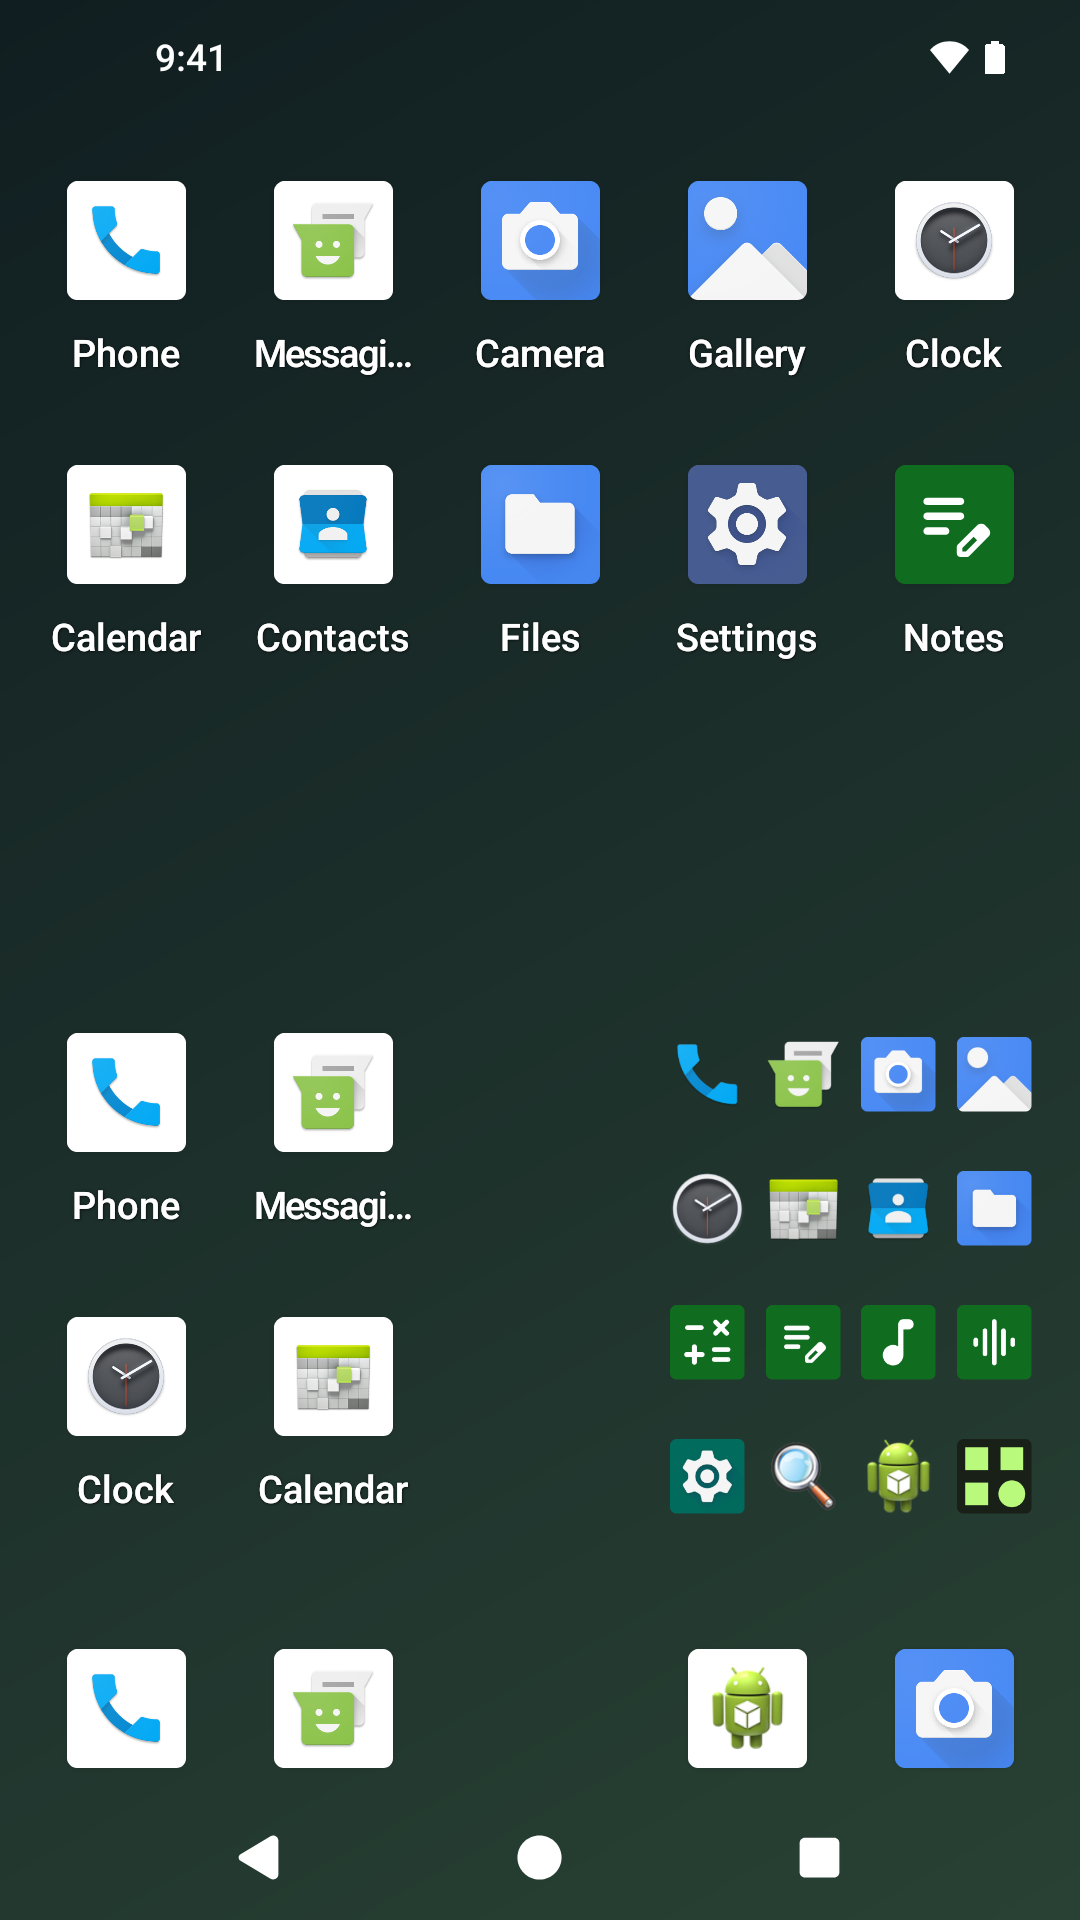 9:41
Phone
Messagi...
Camera
Gallery
Clock
Calendar
Contacts
Files
Settings
Notes
Phone
Messagi...
Clock
Calendar